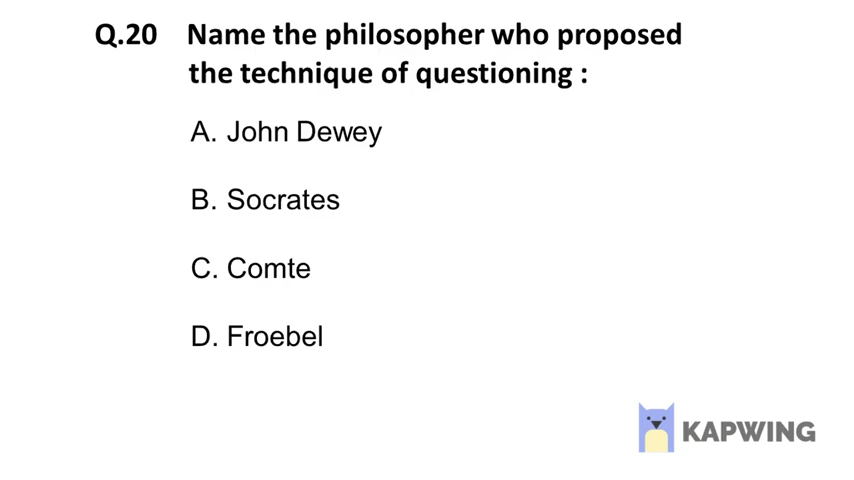 Q.20 Name the philosopher who proposed
the technique of questioning :
A. John Dewey
B. Socrates
C. Comte
D. Froebel
KAPWING